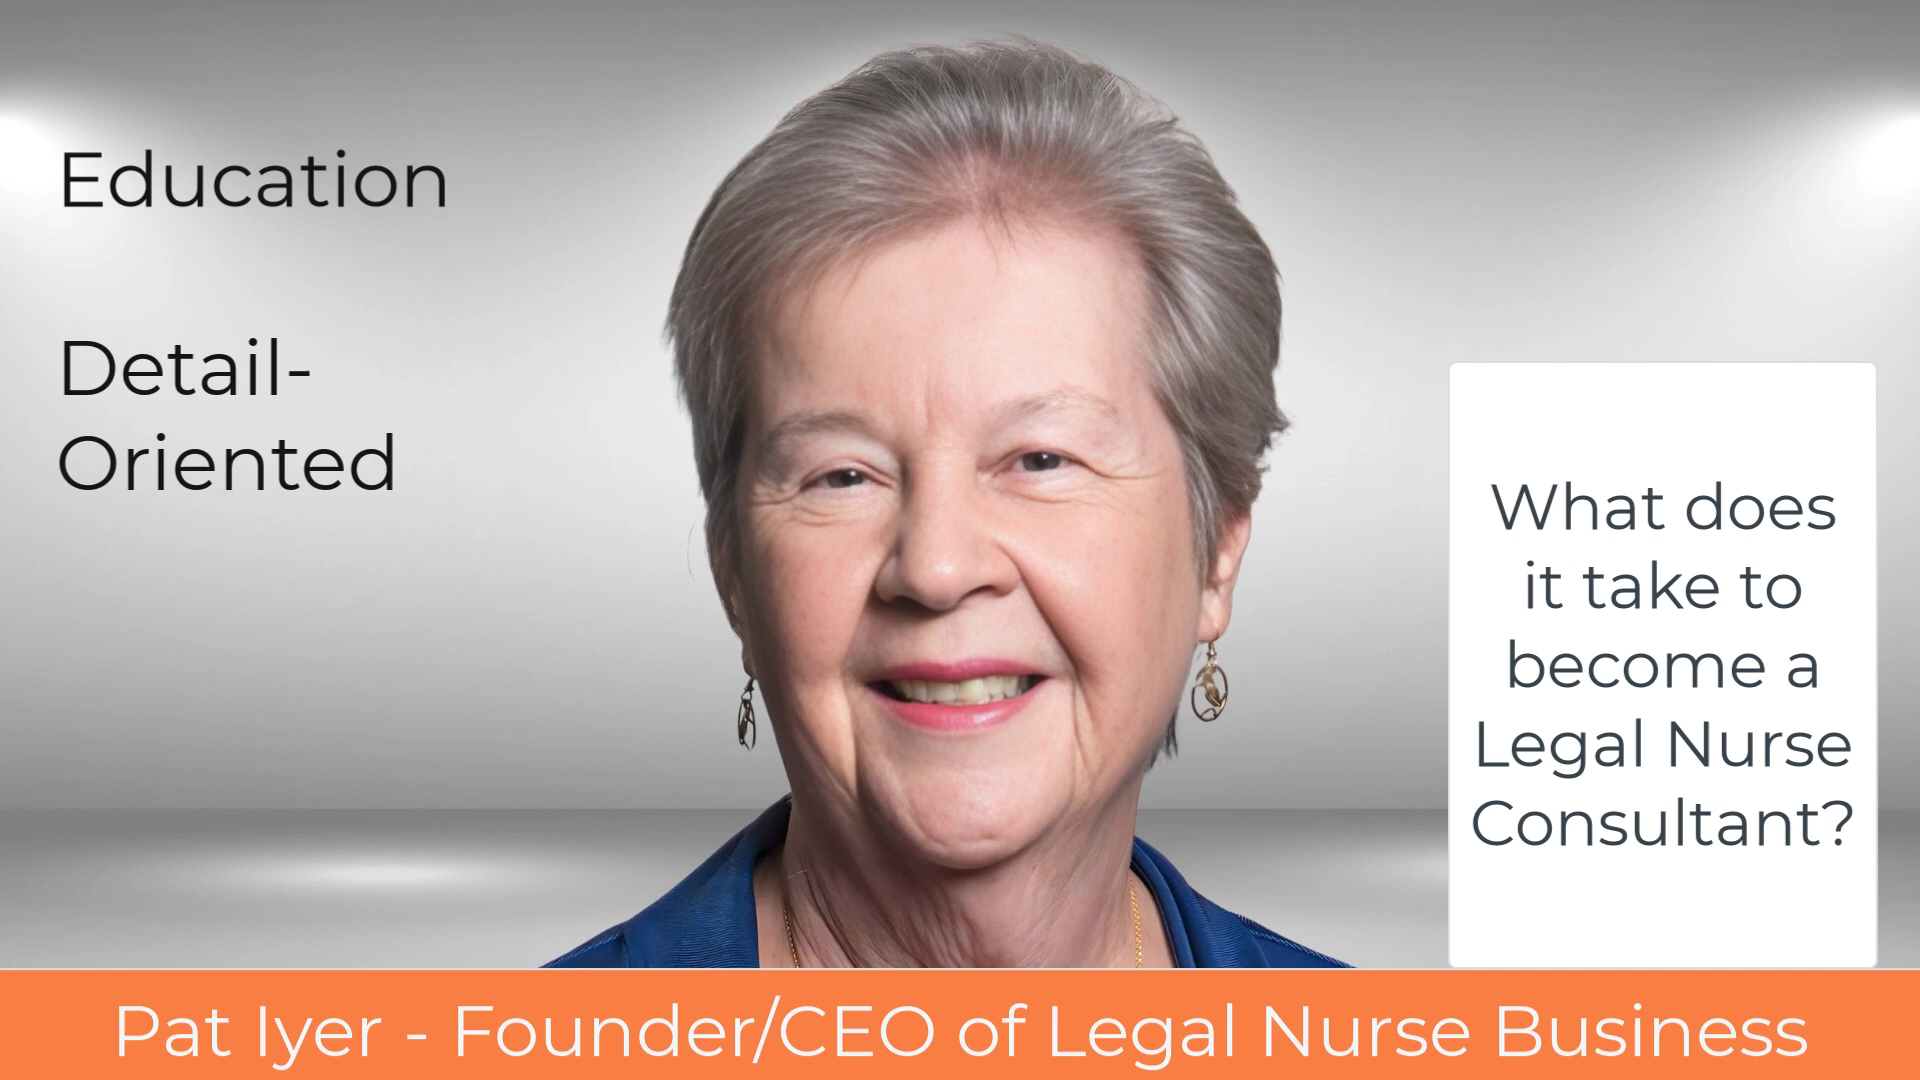 Education
Detail-
Oriented
What does
it take to
become a
Legal Nurse
Consultant?
Pat Iyer - Founder/CEO of Legal Nurse Business